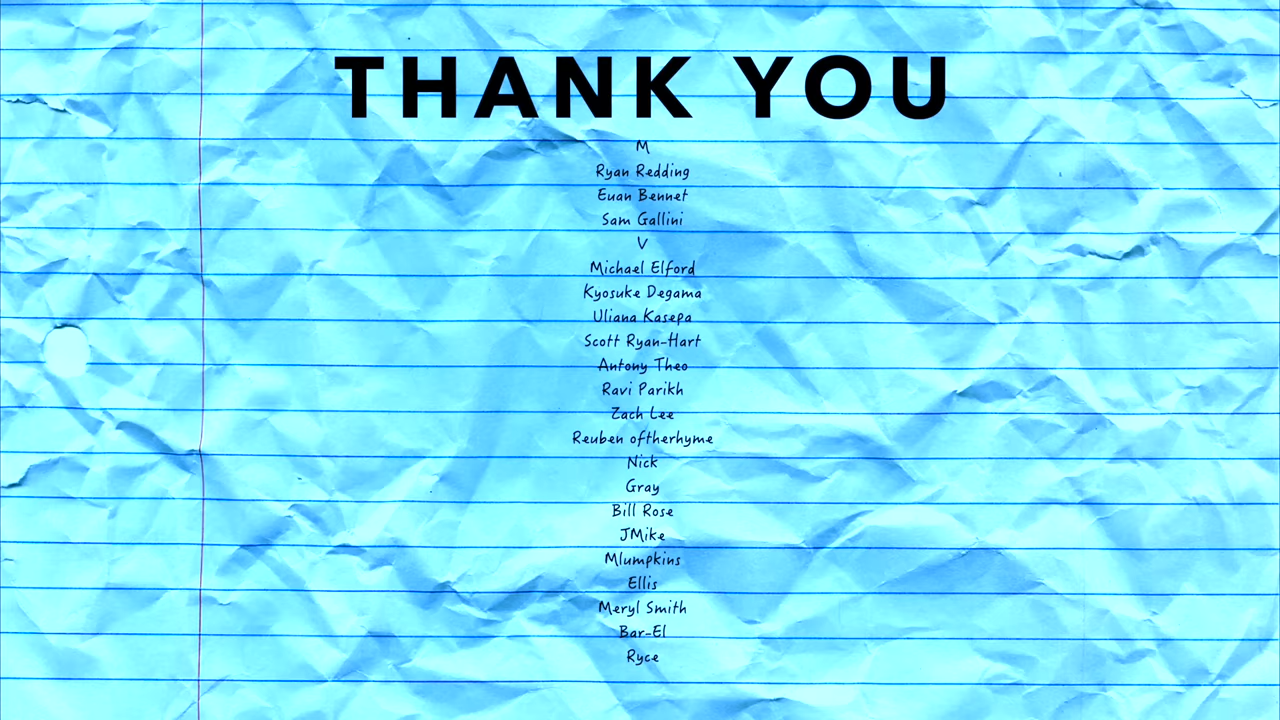 THANK YOU
M
Ryan Redding
Euan Bennet
Sam Gallini
V
Michael Elford
Kyosuke Degama
Uliana Kasepa
Scott Ryan-Hart
Antony Theo
Ravi Parikh
Zach Lee
Reuben oftherhyme
Nick
Gray
Bill Rose
JMike
Mlumpkins
Ellis
Meryl Smith
Bar-El
Ryce